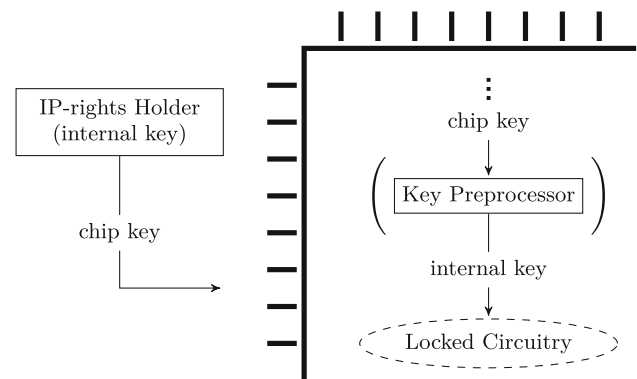 IP-rights Holder
(internal key)
chip key
chip key
Key Preprocessor
internal key
Locked Circuitry